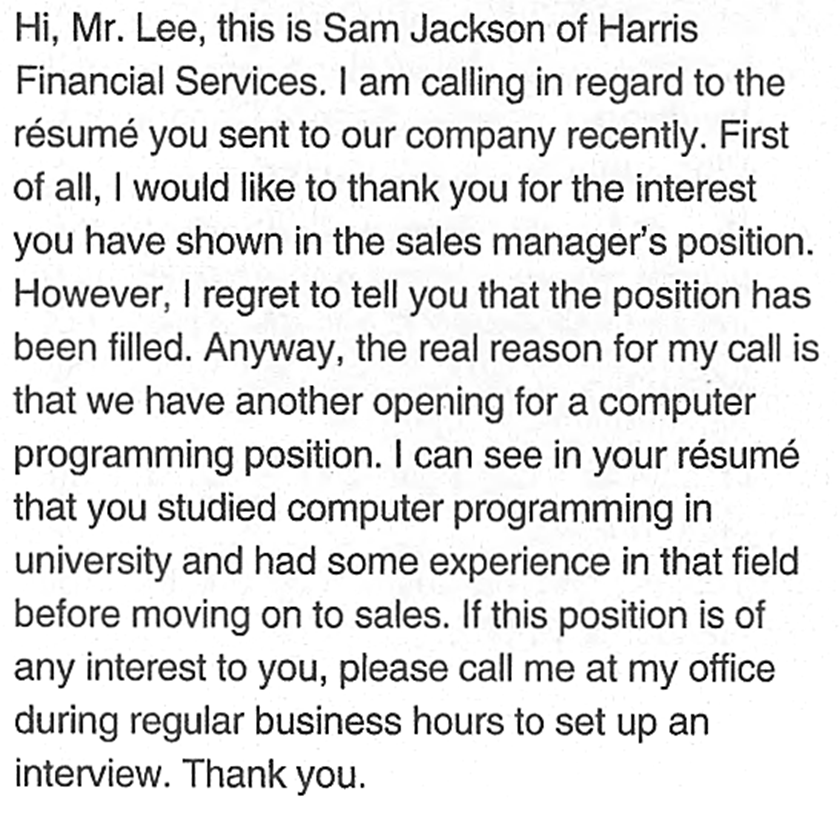 Hi, Mr. Lee, this is Sam Jackson of Harris
Financial Services. I am calling in regard to the
résumé you sent to our company recently. First
of all, I would like to thank you for the interest
you have shown in the sales manager's position.
However, I regret to tell you that the position has
been filled. Anyway, the real reason for my call is
that we have another opening for a computer
programming position. I can see in your résumé
that you studied computer programming in
university and had some experience in that field
before moving on to sales. If this position is of
any interest to you, please call me at my office
during regular business hours to set up an
interview. Thank you.